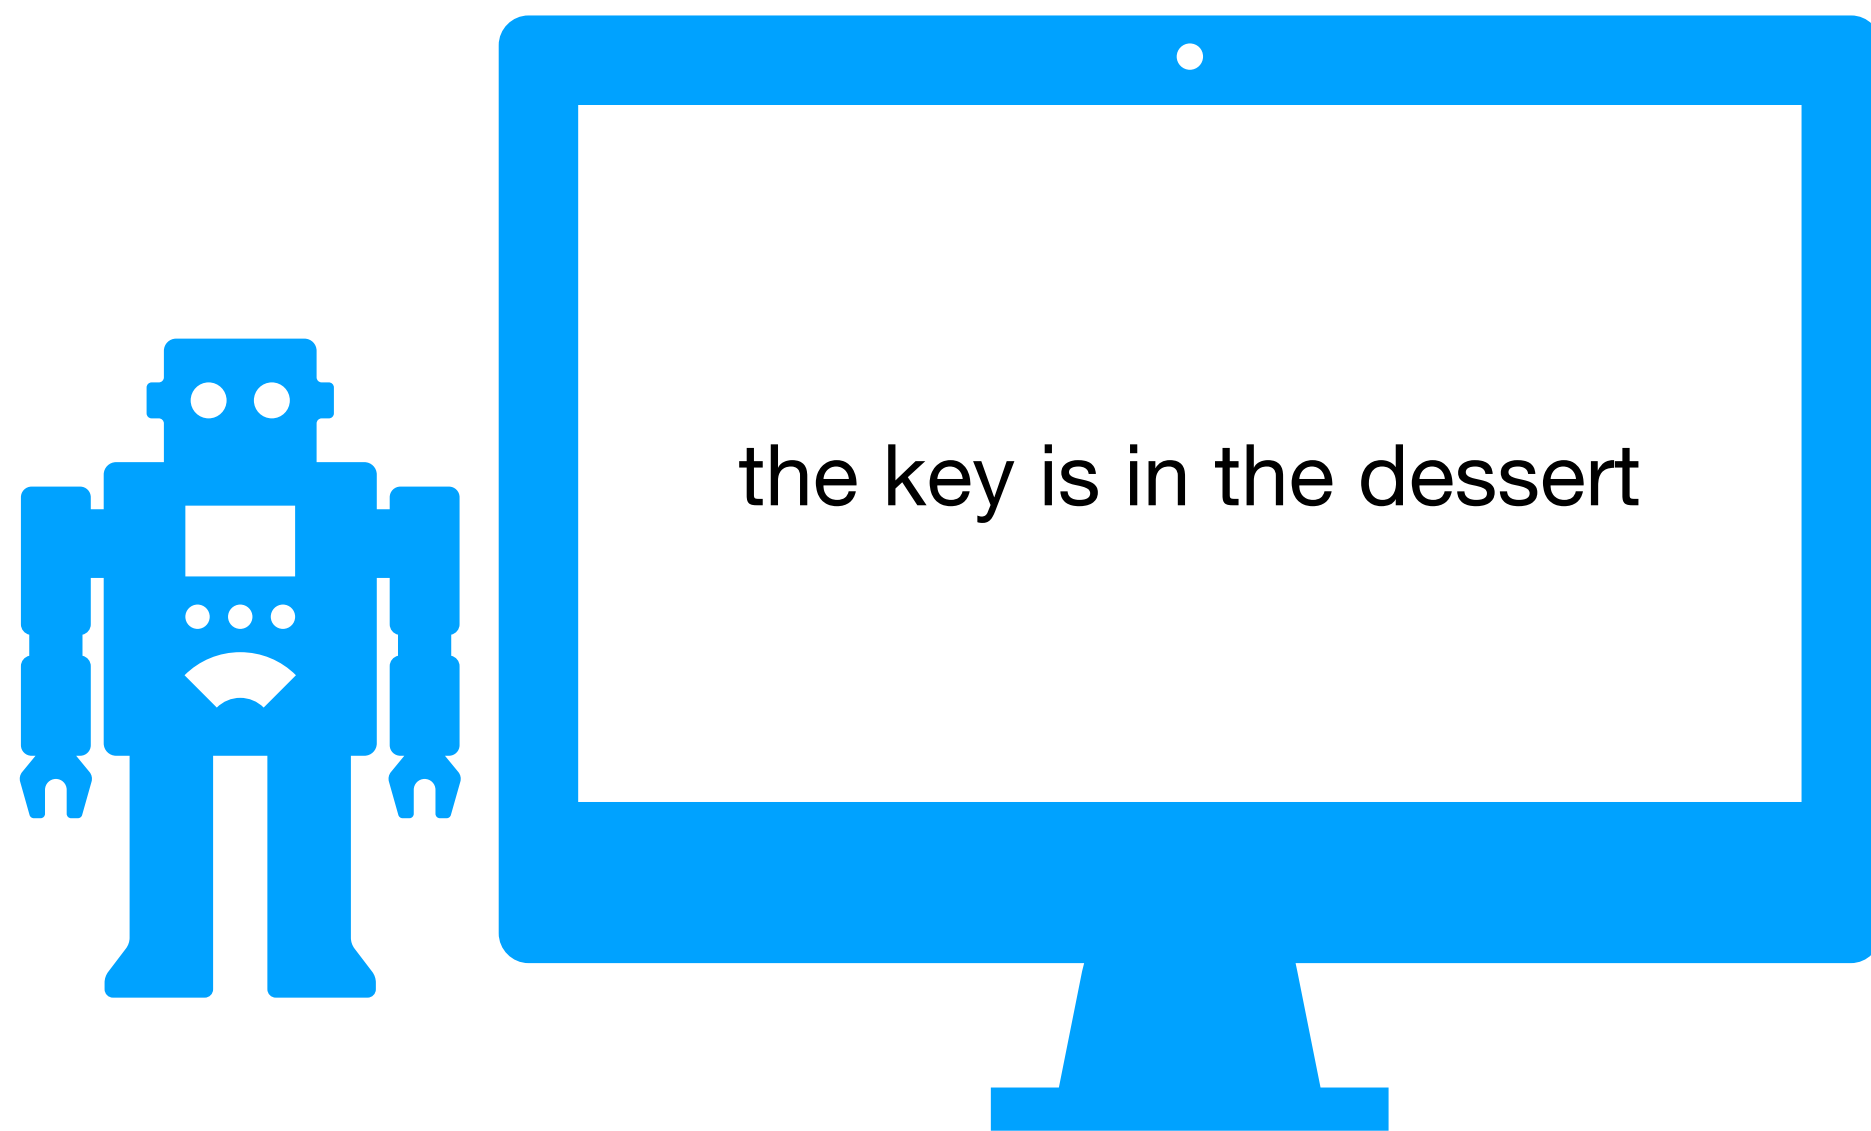 the key is in the dessert